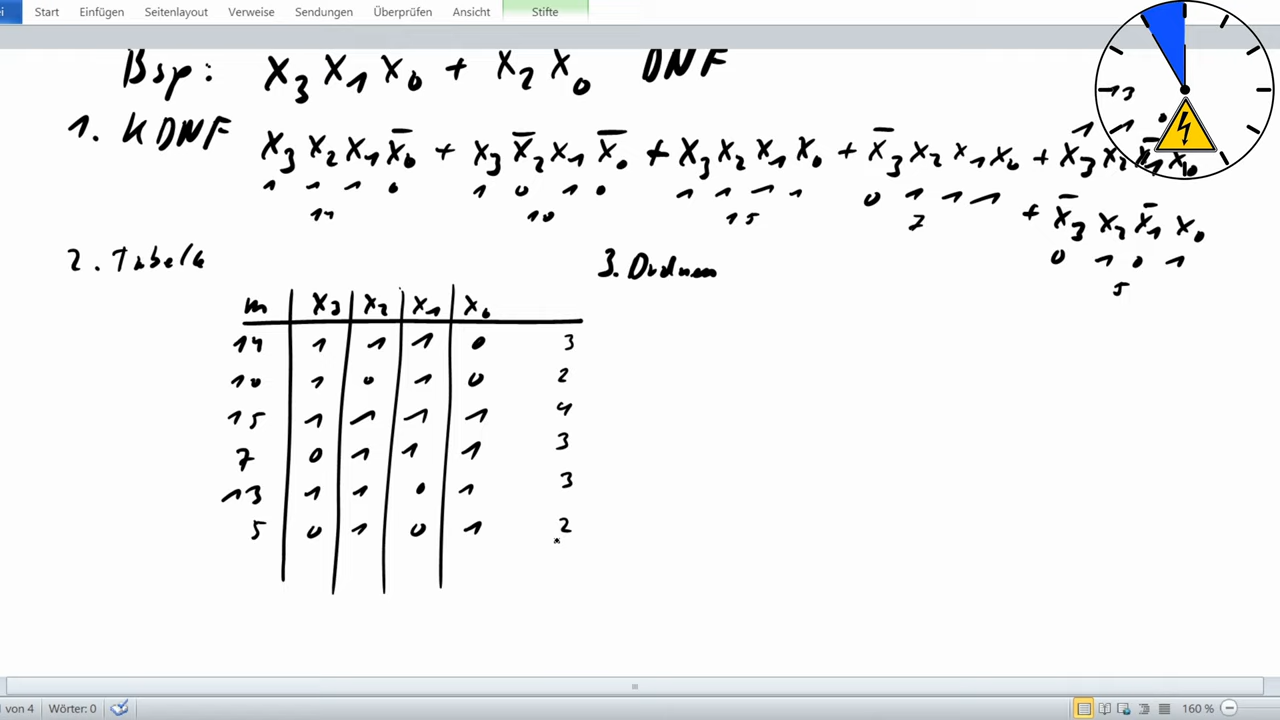 Start Einfügen Seitenlayout Verweise Sendungen Überprüfen Ansicht Stifte
Bsp: X₃ X₁ X₀ + X₂ X₀ DNF
13
1. KDNF X₃ X₂ X₁ X̅₀ + X₃ X̅₂ X₁ X̅₀ + X₃ X₂ X₁ X₀ + X̅₃ X₂ X₁ X₀ + X₃ X₂ X̅₁ X₀
1 1 1 0 1 0 1 0 1 1 1 1 0 1 1 1 1 1 0
14 10 15 7
+ X̅₃ X₂ X̅₁ X₀
0 1 0 1
5
2. Tabelle 3. Ordnen
m X₃ X₂ X₁ X₀
14 1 1 1 0 3
10 1 0 1 0 2
15 1 1 1 1 4
7 0 1 1 1 3
13 1 1 0 1 3
5 0 1 0 1 2
von 4 Wörter: 0 160 %